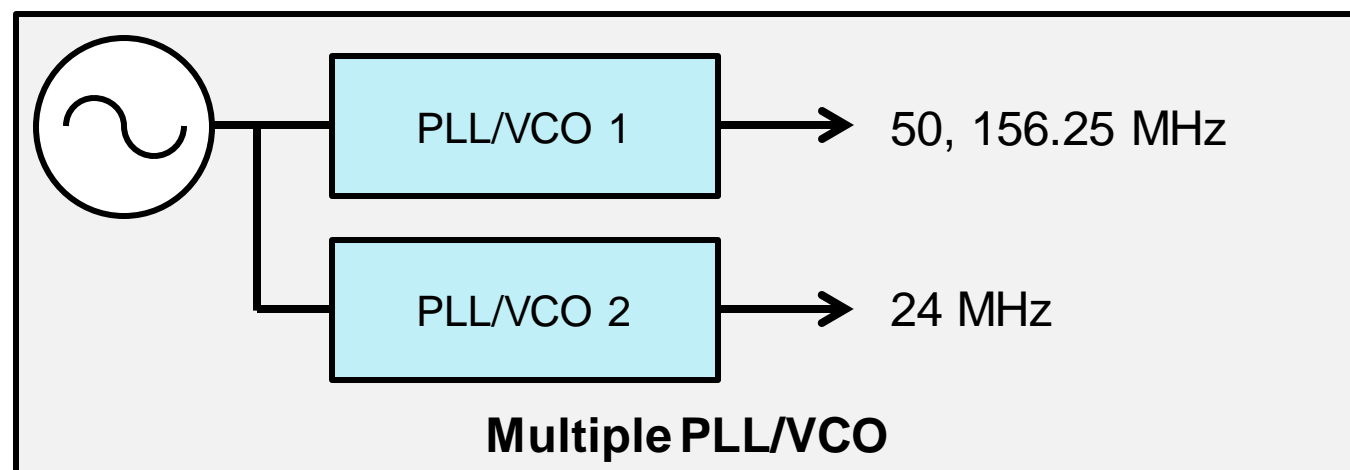 PLL/VCO 1
50, 156.25 MHz
PLL/VCO 2
24 MHz
Multiple PLL/VCO